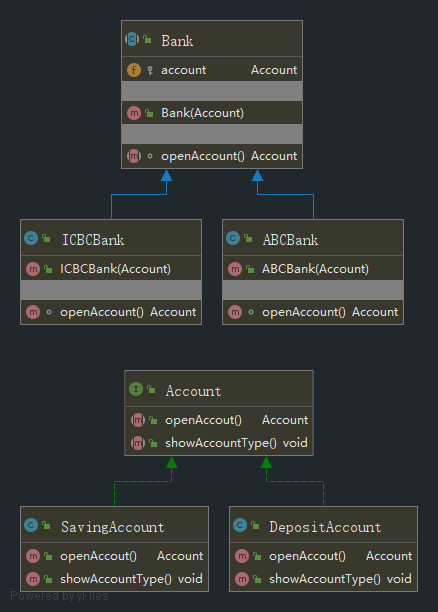 Bank
account Account
Bank(Account)
openAccount() Account
ICBCBank
ICBCBank(Account)
openAccount() Account
ABCBank
ABCBank(Account)
openAccount() Account
Account
openAccout() Account
showAccountType() void
SavingAccount
openAccout() Account
showAccountType() void
DepositAccount
openAccout() Account
showAccountType() void
Powered by yFiles